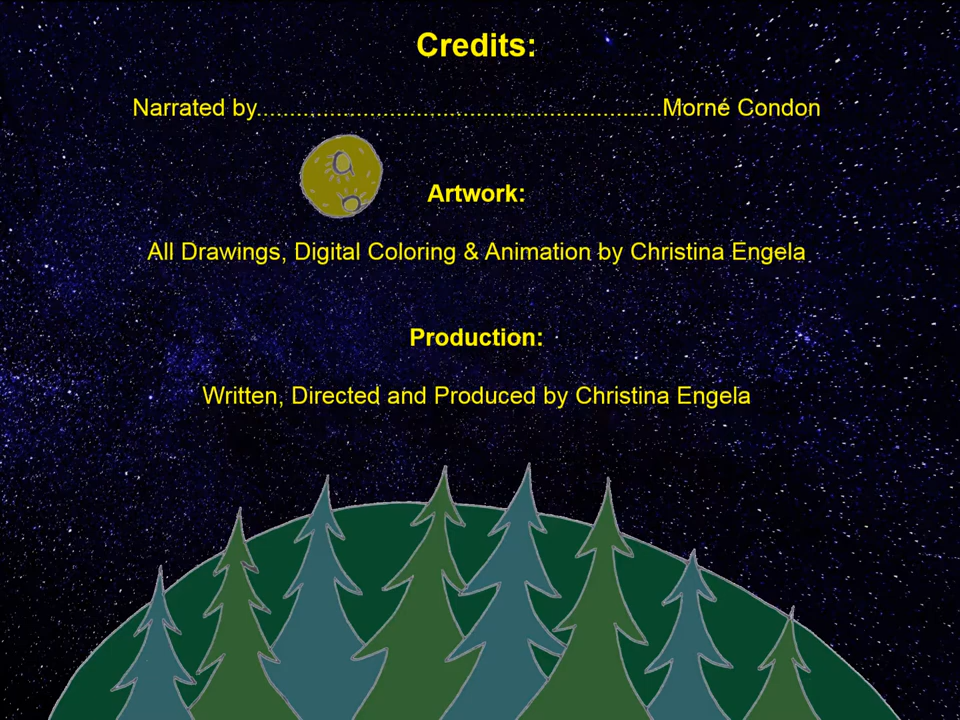 Credits:
Narrated by..............................................................Morné Condon
Artwork:
All Drawings, Digital Coloring & Animation by Christina Engela
Production:
Written, Directed and Produced by Christina Engela